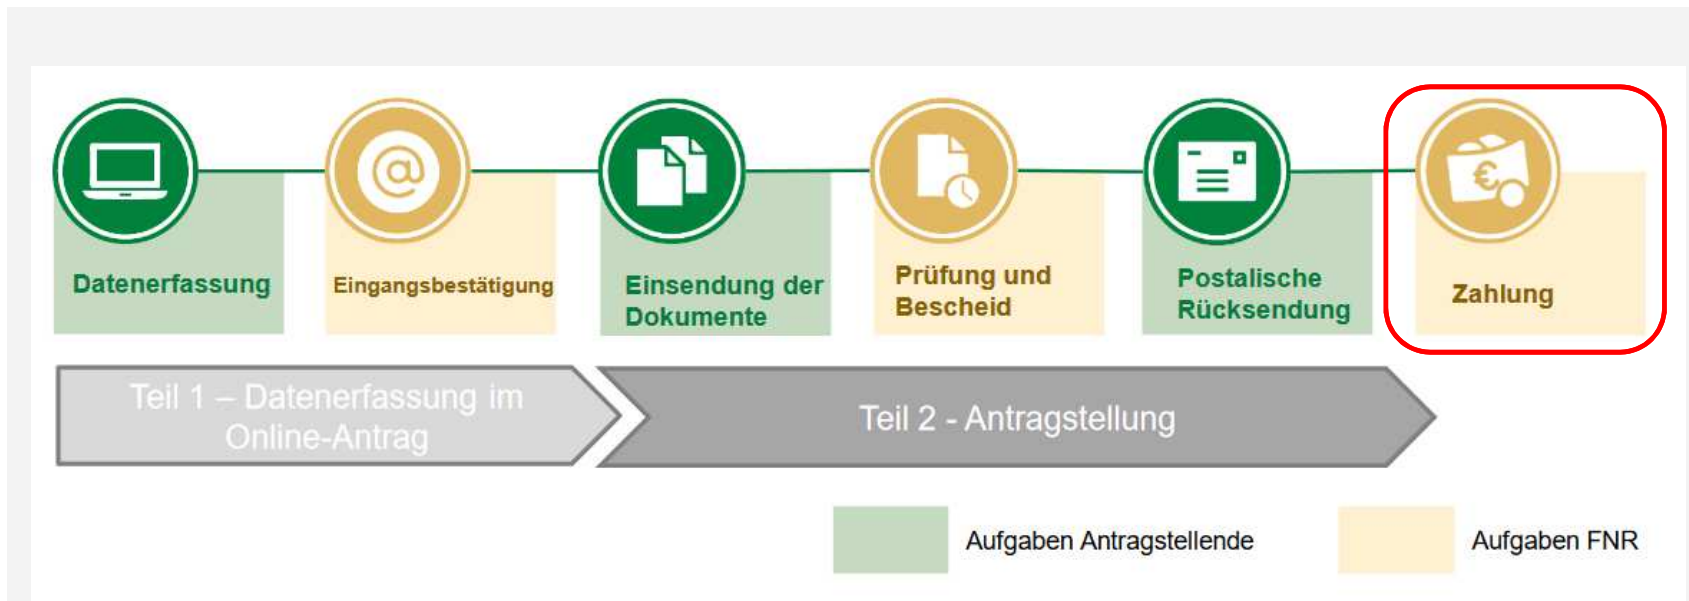 Datenerfassung
Eingangsbestätigung
Einsendung der
Dokumente
Prüfung und
Bescheid
Postalische
Rücksendung
Zahlung
Teil 1 – Datenerfassung im
Online-Antrag
Teil 2 - Antragstellung
Aufgaben Antragstellende
Aufgaben FNR